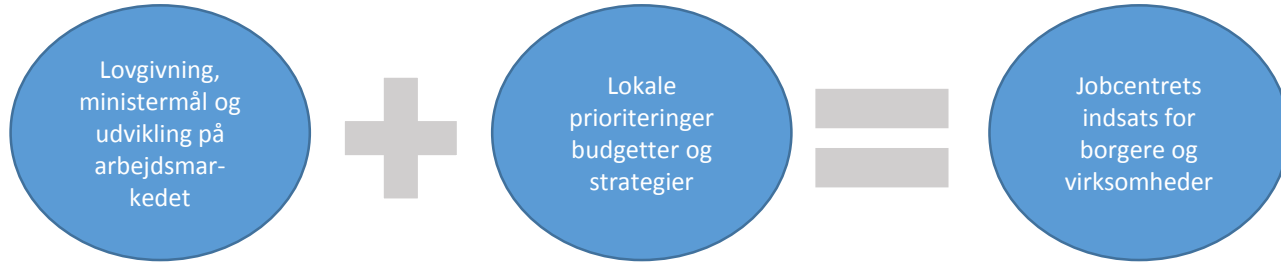 Lovgivning,
ministermål og
udvikling på
arbejdsmar-
kedet
Lokale
prioriteringer
budgetter og
strategier
Jobcentrets
indsats for
borgere og
virksomheder